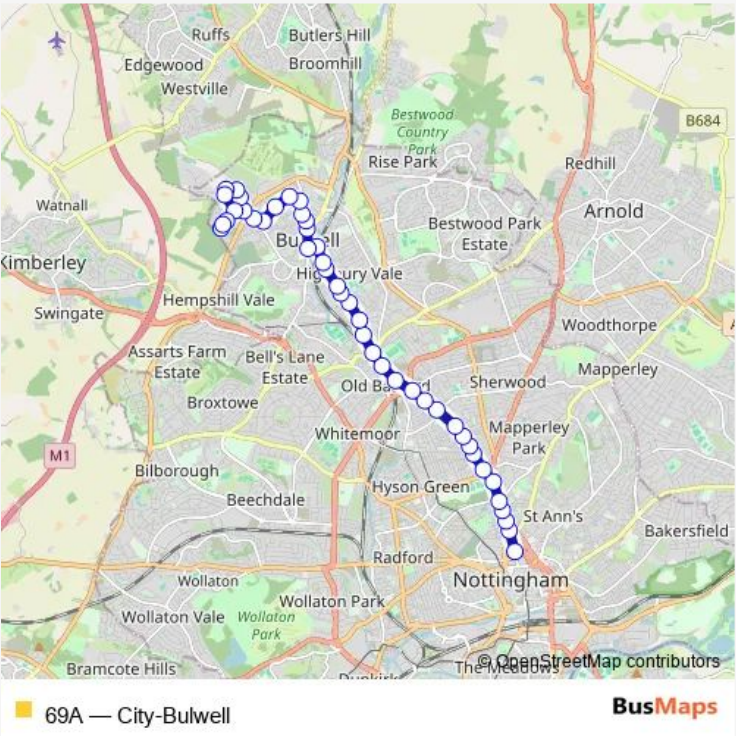 Ruffs
Butlers Hill
Edgewood
Broomhill
Westville
Bestwood
Country
Park
B684
Rise Park
Redhill
Watnall
Arnold
Bestwood Park
Estate
Kimberley
Hempshill Vale
Swingate
Woodthorpe
Assarts Farm
Estate
Bell's Lane
Estate
Mapperley
Old
Sherwood
Broxtowe
Whitemoor
Mapperley
Park
M1
Bilborough
Hyson Green
Beechdale
St Ann's
Bakersfield
Radford
Wollaton
Nottingham
Wollaton Park
Wollaton Vale
Wollaton
Park
Bramcote Hills
The Meadows
© OpenStreetMap contributors
69A — City-Bulwell
BusMaps